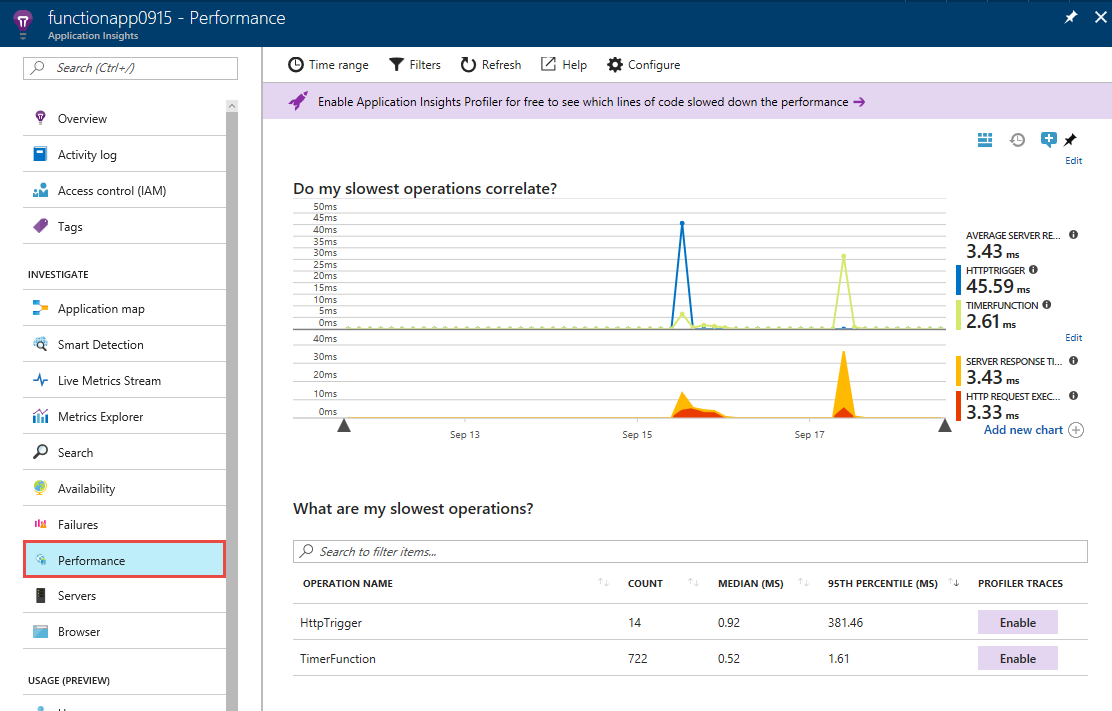 functionapp0915 - Performance
Application Insights
Search (Ctrl+/)
Overview
Activity log
Access control (IAM)
Tags
INVESTIGATE
Application map
Smart Detection
Live Metrics Stream
Metrics Explorer
Search
Availability
Failures
Performance
Servers
Browser
USAGE (PREVIEW)
Time range Filters Refresh Help Configure
Enable Application Insights Profiler for free to see which lines of code slowed down the performance →
Edit
Do my slowest operations correlate?
50ms
45ms
40ms
35ms
30ms
25ms
20ms
15ms
10ms
5ms
0ms
AVERAGE SERVER RE...
3.43 ms
HTTPTRIGGER
45.59 ms
TIMERFUNCTION
2.61 ms
Edit
40ms
30ms
20ms
10ms
0ms
Sep 13 Sep 15 Sep 17
SERVER RESPONSE TI...
3.43 ms
HTTP REQUEST EXEC...
3.33 ms
Add new chart
What are my slowest operations?
Search to filter items...
OPERATION NAME COUNT MEDIAN (MS) 95TH PERCENTILE (MS) PROFILER TRACES
HttpTrigger 14 0.92 381.46 Enable
TimerFunction 722 0.52 1.61 Enable